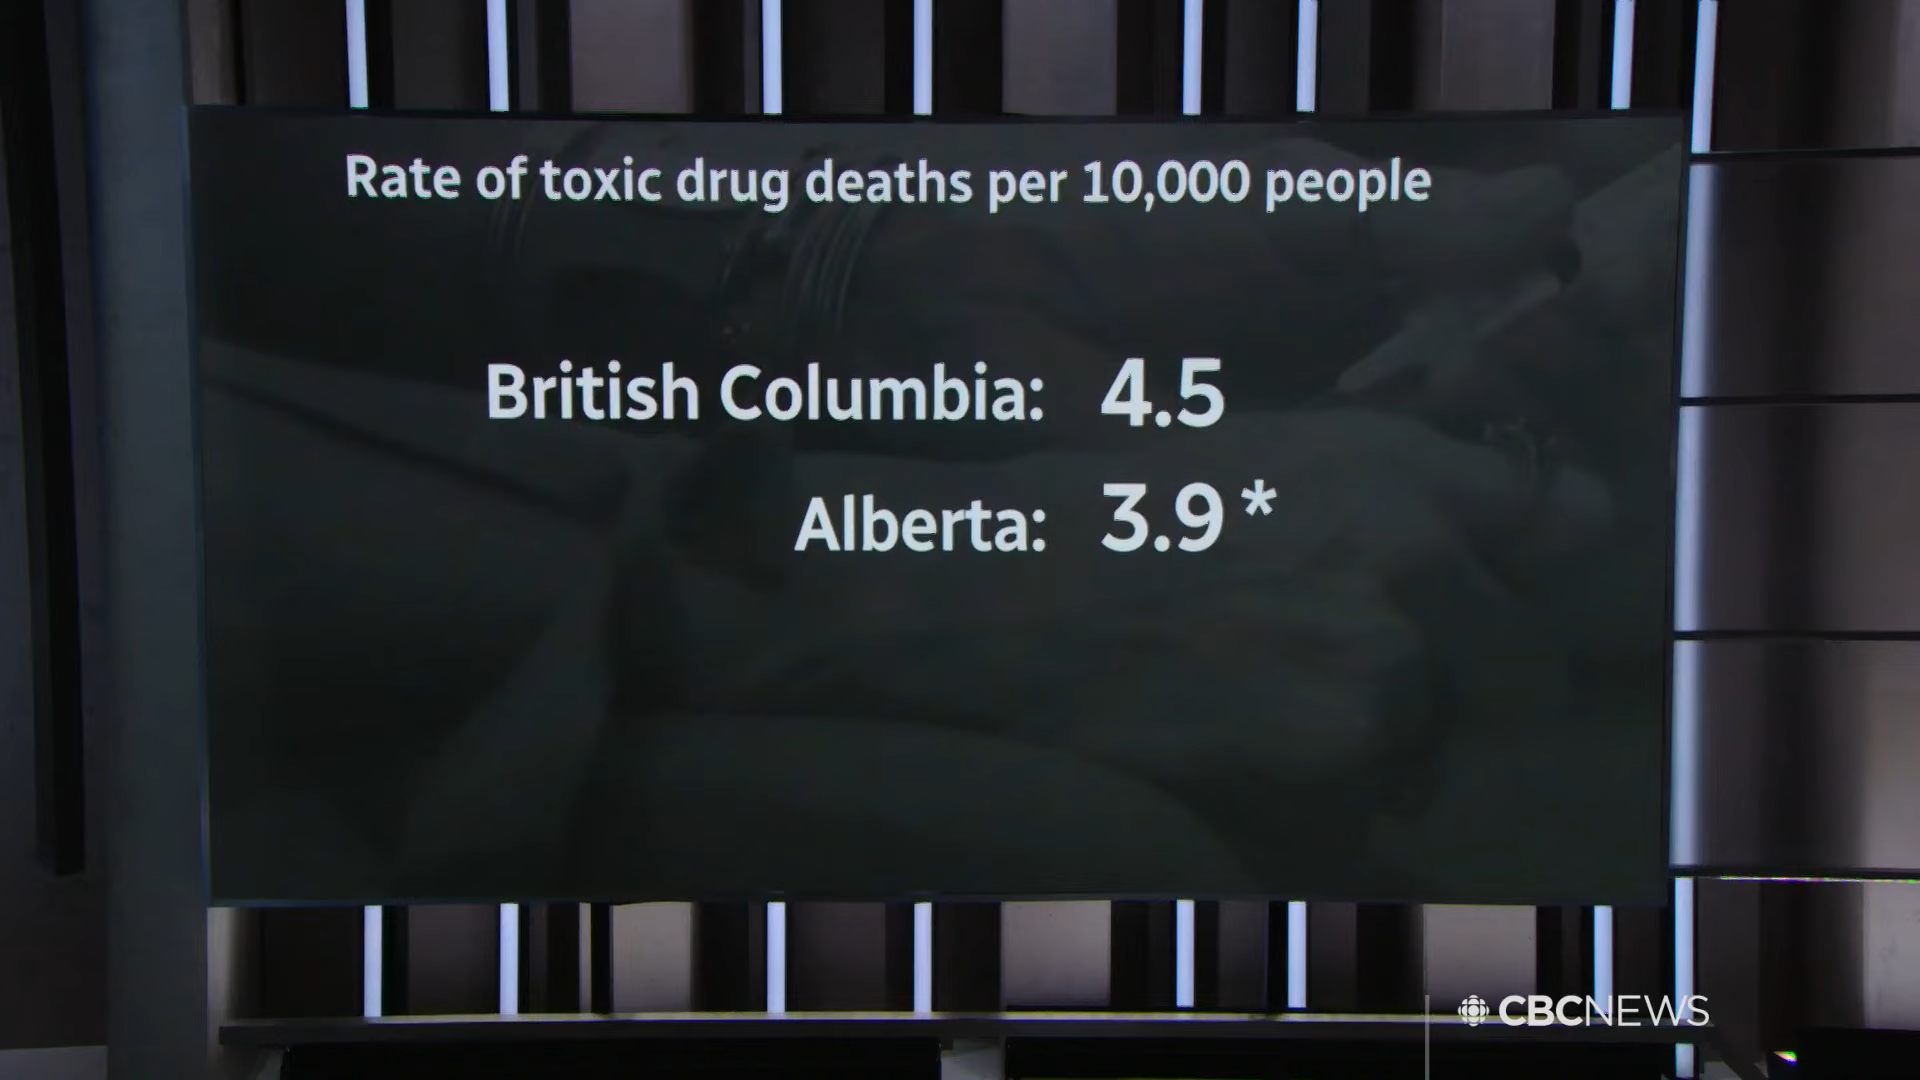 Rate of toxic drug deaths per 10,000 people
British Columbia: 4.5
Alberta: 3.9 *
CBCNEWS